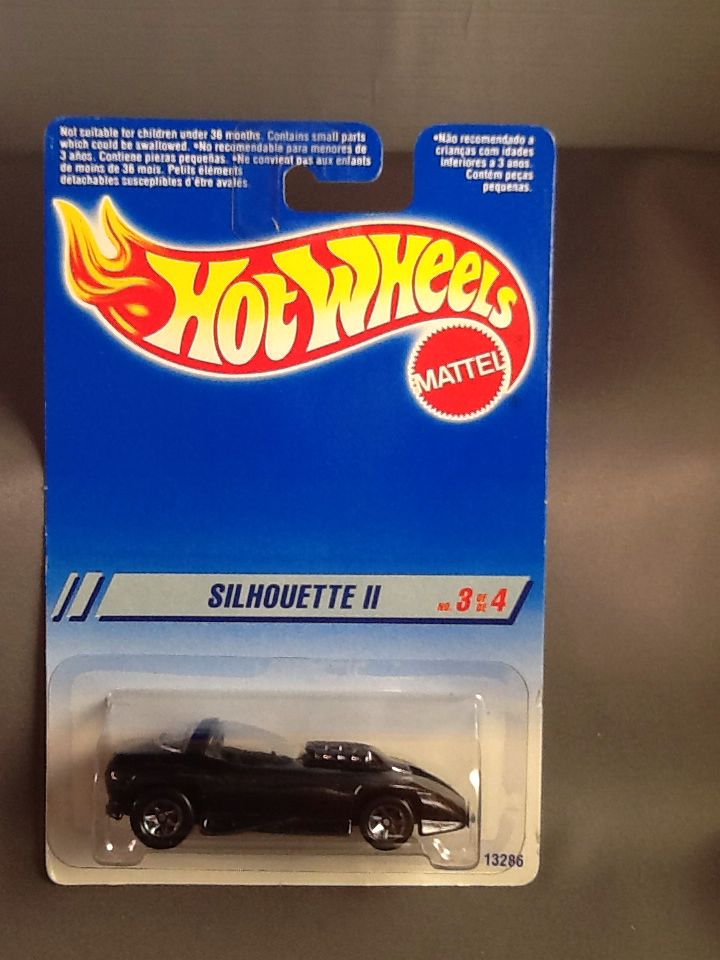 Not suitable for children under 36 months. Contains small parts
which could be swallowed. •No recomendable para menores de
3 años. Contiene piezas pequeñas. •Ne convient pas aux enfants
de moins de 36 mois. Petits éléments
détachables susceptibles d'être avalés.
•Não recomendado a
crianças com idades
inferiores a 3 anos.
Contém peças
pequenas.
HOT WHEELS
MATTEL
SILHOUETTE II
NO. 3 OF DE 4
13286